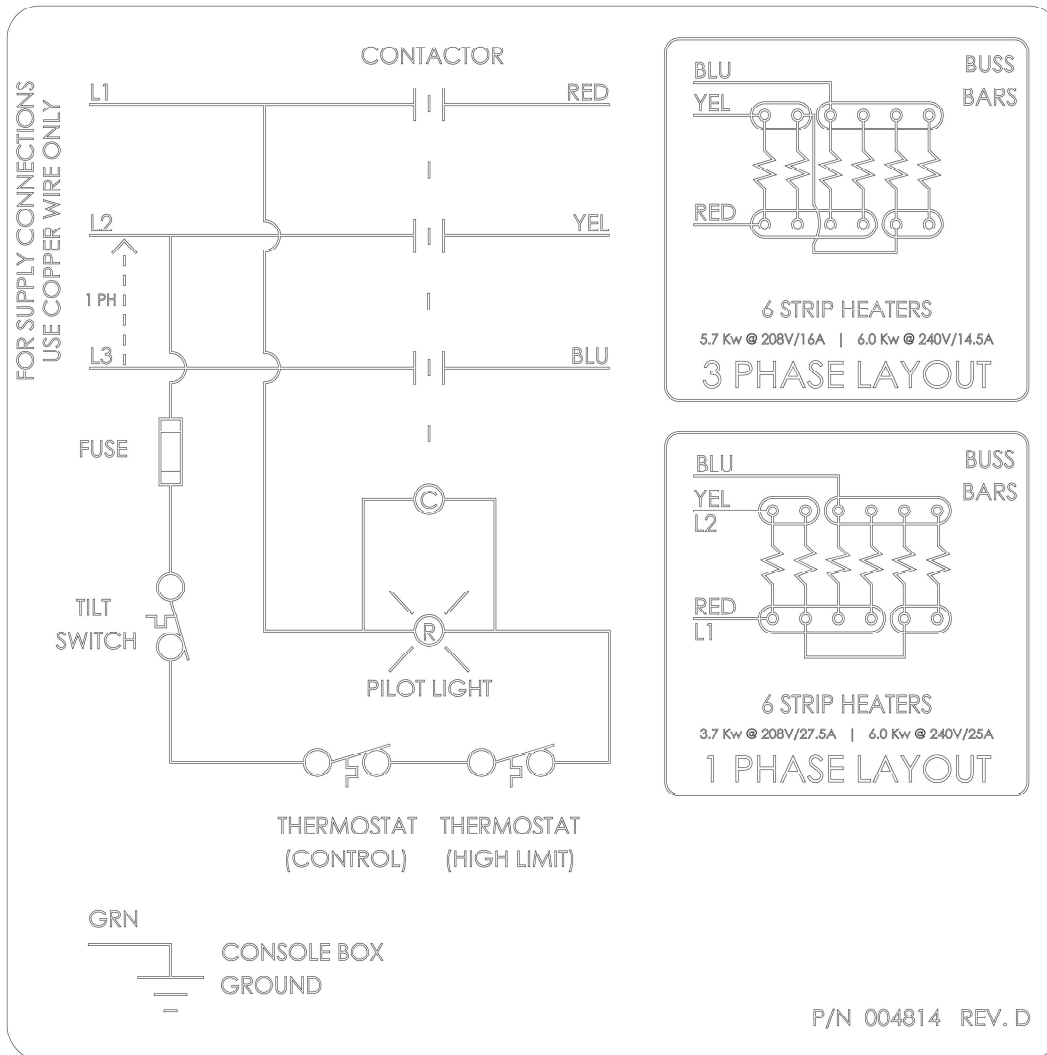 FOR SUPPLY CONNECTIONS
USE COPPER WIRE ONLY
CONTACTOR
L1
RED
L2
YEL
1 PH
L3
BLU
FUSE
C
TILT
SWITCH
R
PILOT LIGHT
THERMOSTAT
(CONTROL)
THERMOSTAT
(HIGH LIMIT)
GRN
CONSOLE BOX
GROUND
BLU
BUSS
BARS
YEL
RED
6 STRIP HEATERS
5.7 Kw @ 208V/16A | 6.0 Kw @ 240V/14.5A
3 PHASE LAYOUT
BLU
BUSS
BARS
YEL
L2
RED
L1
6 STRIP HEATERS
3.7 Kw @ 208V/27.5A | 6.0 Kw @ 240V/25A
1 PHASE LAYOUT
P/N 004814 REV. D